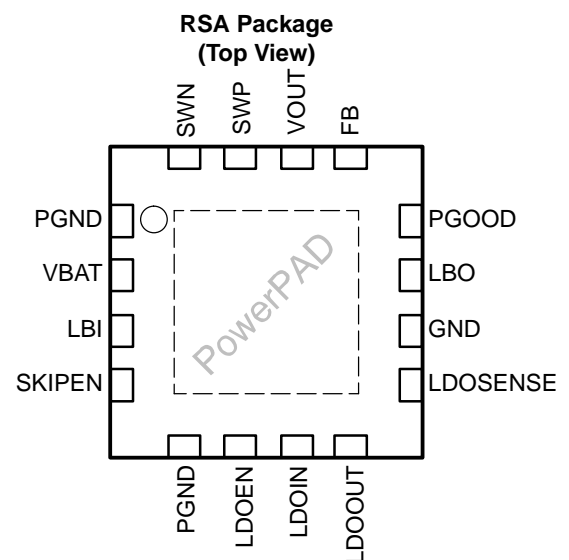 RSA Package
(Top View)
SWN
SWP
VOUT
FB
PGND
VBAT
LBI
SKIPEN
PowerPAD
PGOOD
LBO
GND
LDOSENSE
PGND
LDOEN
LDOIN
LDOOUT